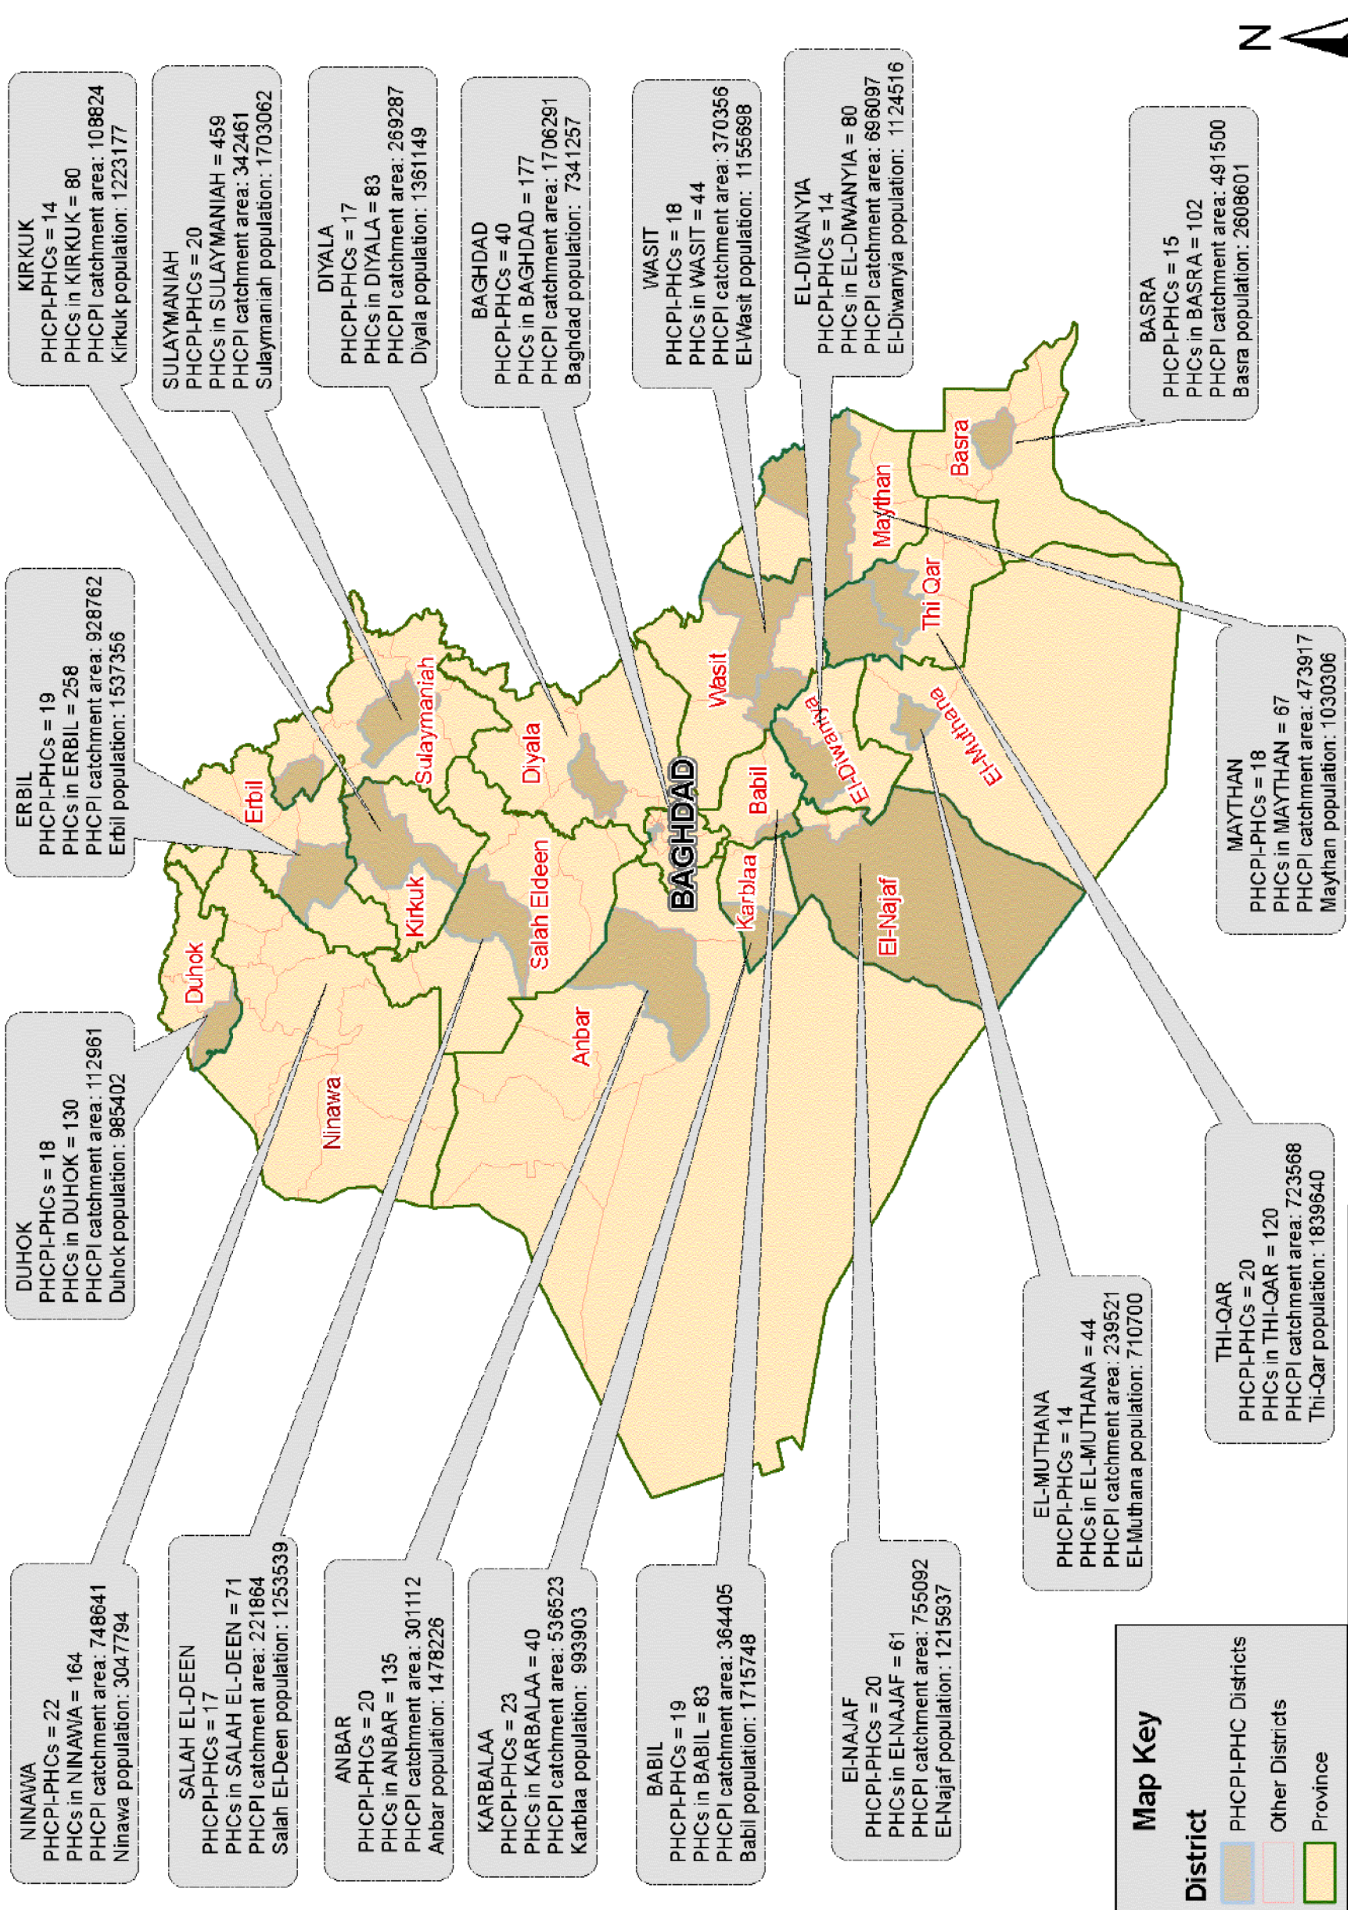 NINAWA
PHCPI-PHCs = 22
PHCs in NINAWA = 164
PHCPI catchment area: 748641
Ninawa population: 3047794
DUHOK
PHCPI-PHCs = 18
PHCs in DUHOK = 130
PHCPI catchment area: 112961
Duhok population: 985402
ERBIL
PHCPI-PHCs = 19
PHCs in ERBIL = 258
PHCPI catchment area: 928762
Erbil population: 1537356
KIRKUK
PHCPI-PHCs = 14
PHCs in KIRKUK = 80
PHCPI catchment area: 108824
Kirkuk population: 1223177
SALAH EL-DEEN
PHCPI-PHCs = 17
PHCs in SALAH EL-DEEN = 71
PHCPI catchment area: 221864
Salah El-Deen population: 1253539
SULAYMANIAH
PHCPI-PHCs = 20
PHCs in SULAYMANIAH = 459
PHCPI catchment area: 342461
Sulaymaniah population: 1703062
ANBAR
PHCPI-PHCs = 20
PHCs in ANBAR = 135
PHCPI catchment area: 301112
Anbar population: 1478226
DIYALA
PHCPI-PHCs = 17
PHCs in DIYALA = 83
PHCPI catchment area: 269287
Diyala population: 1361149
KARBALAA
PHCPI-PHCs = 23
PHCs in KARBALAA = 40
PHCPI catchment area: 536523
Karblaa population: 993903
BAGHDAD
PHCPI-PHCs = 40
PHCs in BAGHDAD = 177
PHCPI catchment area: 1706291
Baghdad population: 7341257
BABIL
PHCPI-PHCs = 19
PHCs in BABIL = 83
PHCPI catchment area: 364405
Babil population: 1715748
WASIT
PHCPI-PHCs = 18
PHCs in WASIT = 44
PHCPI catchment area: 370356
El-Wasit population: 1155698
El-NAJAF
PHCPI-PHCs = 20
PHCs in El-NAJAF = 61
PHCPI catchment area: 755092
El-Najaf population: 1215937
EL-DIWANYIA
PHCPI-PHCs = 14
PHCs in EL-DIWANYIA = 80
PHCPI catchment area: 696097
El-Diwanyia population: 1124516
EL-MUTHANA
PHCPI-PHCs = 14
PHCs in EL-MUTHANA = 44
PHCPI catchment area: 239521
El-Muthana population: 710700
THI-QAR
PHCPI-PHCs = 20
PHCs in THI-QAR = 120
PHCPI catchment area: 723568
Thi-Qar population: 1839640
MAYTHAN
PHCPI-PHCs = 18
PHCs in MAYTHAN = 67
PHCPI catchment area: 473917
Maythan population: 1030306
BASRA
PHCPI-PHCs = 15
PHCs in BASRA = 102
PHCPI catchment area: 491500
Basra population: 2608601
Duhok
Erbil
Ninawa
Kirkuk
Sulaymaniah
Salah Eldeen
Diyala
Anbar
BAGHDAD
Karblaa
Babil
Wasit
El-Najaf
El-Diwaniya
El-Muthana
Thi Qar
Maythan
Basra
N
Map Key
District
PHCPI-PHC Districts
Other Districts
Province